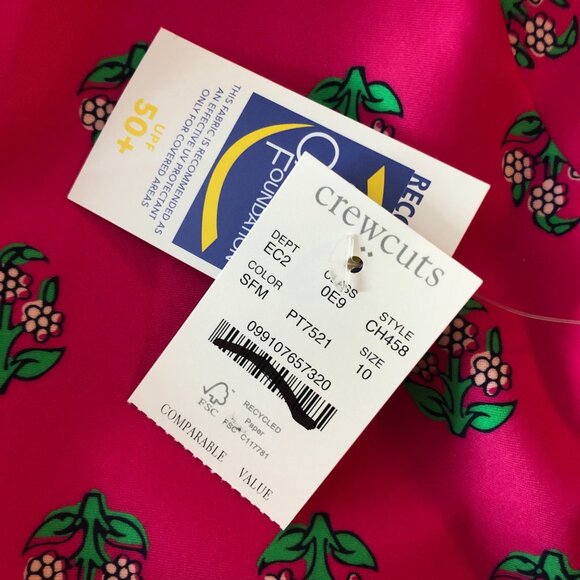 UPF
50+
THIS FABRIC IS RECOMMENDED
AN EFFECTIVE UV PROTECTANT AS
ONLY FOR COVERED AREAS
FOUNDATION
crewcuts
DEPT
EC2
0E9
STYLE
CH458
COLOR
SFM
PT7521
SIZE
10
099107657320
FSC
RECYCLED
Paper
FSC C117781
COMPARABLE VALUE